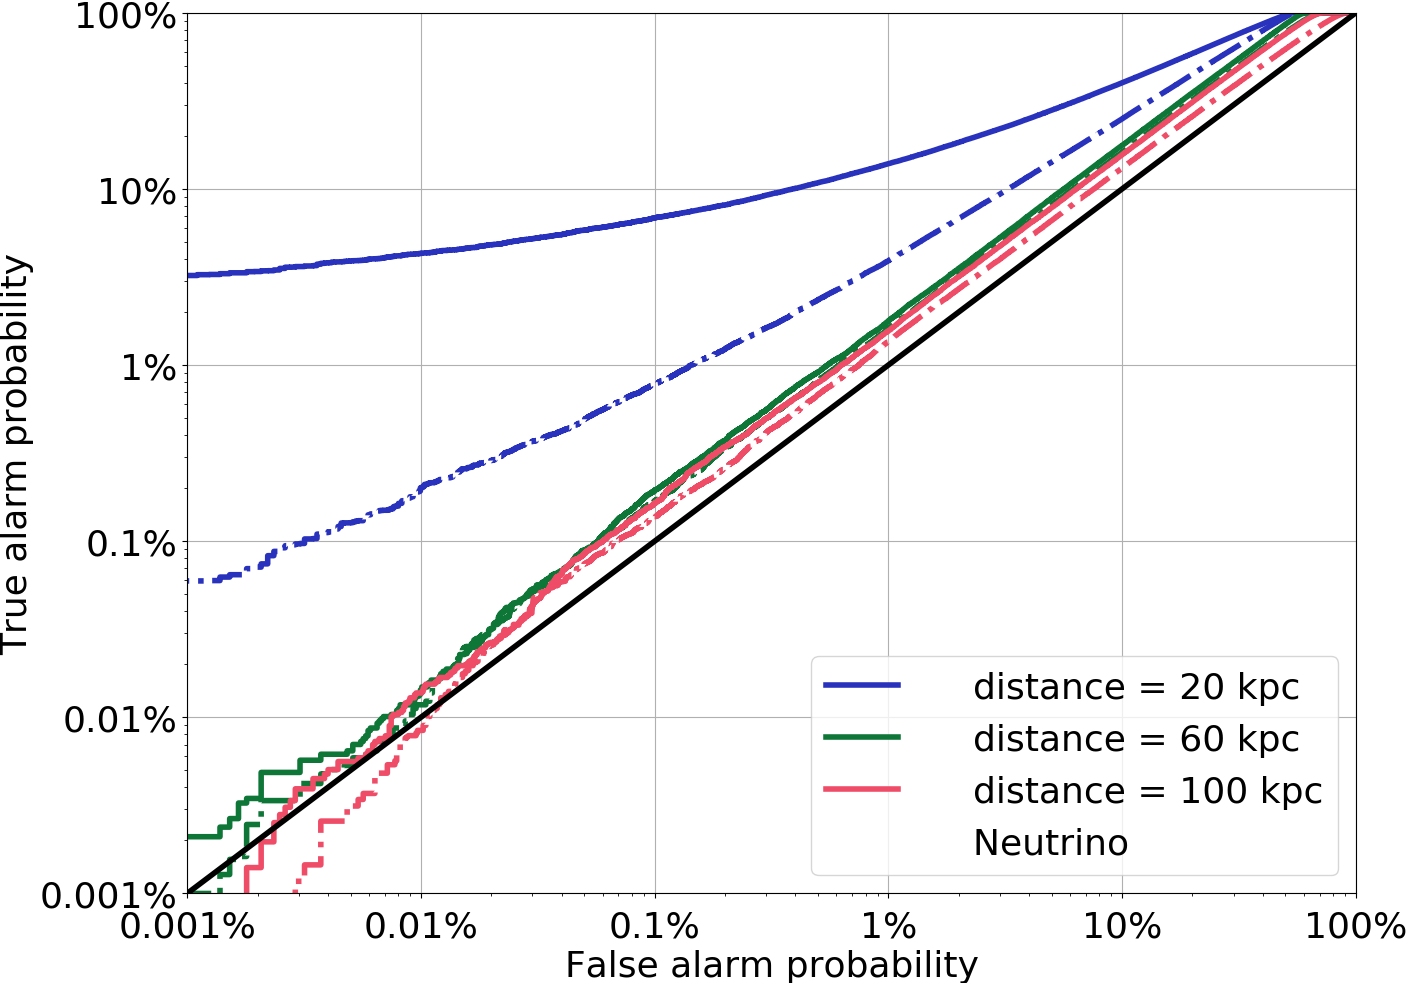 100%
10%
1%
0.1%
0.01%
0.001%
True alarm probability
distance = 20 kpc
distance = 60 kpc
distance = 100 kpc
Neutrino
0.001%
0.01%
0.1%
1%
10%
100%
False alarm probability